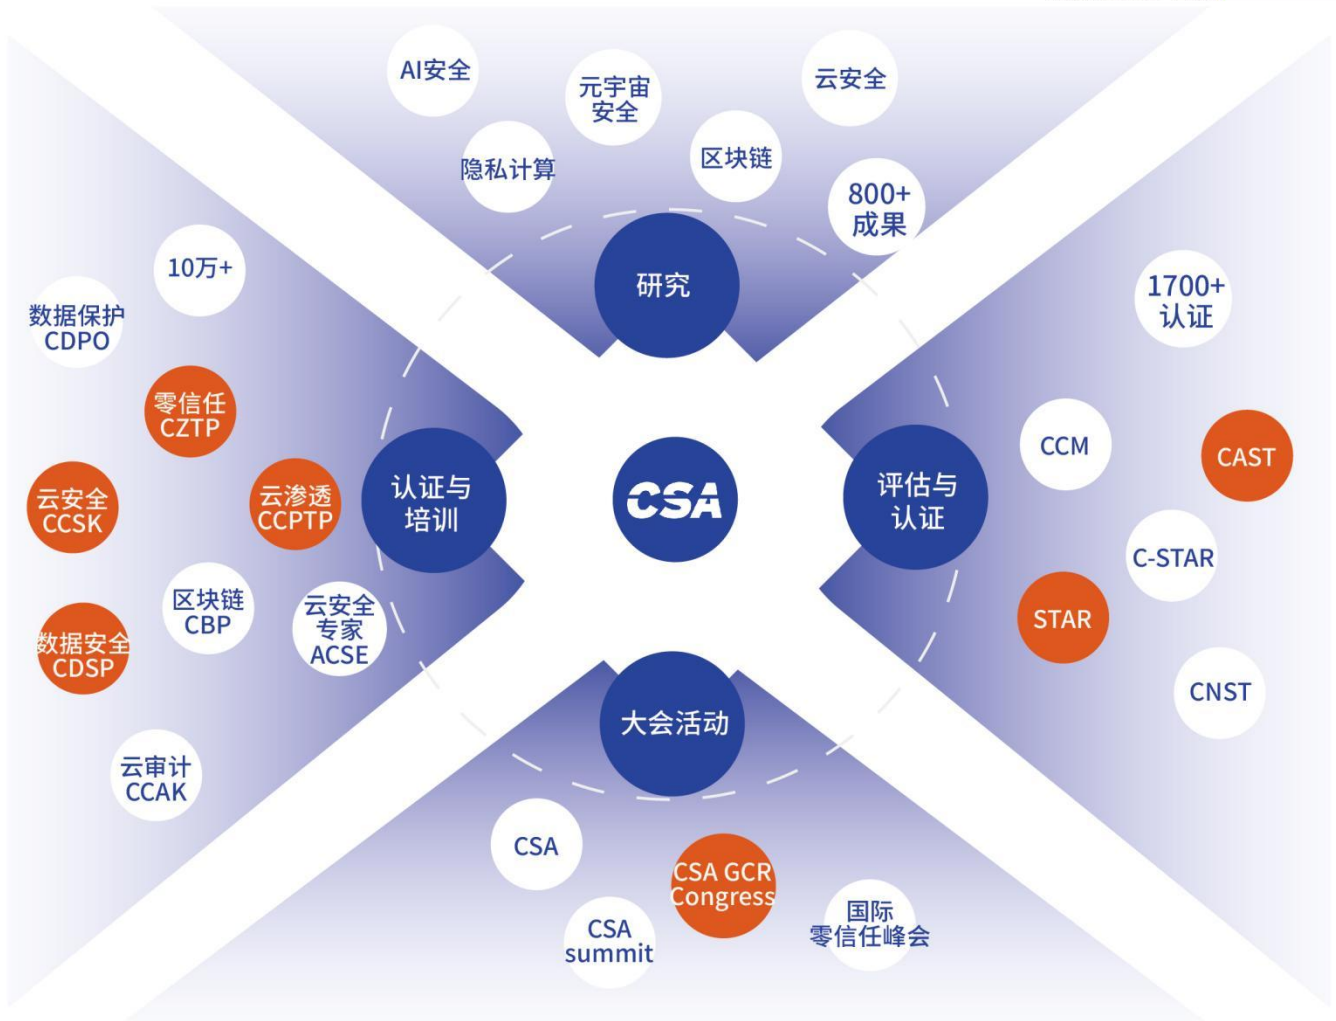 AI安全
元宇宙
安全
云安全
隐私计算
区块链
800+
成果
研究
10万+
数据保护
CDPO
零信任
CZTP
云安全
CCSK
云渗透
CCPTP
认证与
培训
区块链
CBP
云安全
专家
ACSE
数据安全
CDSP
云审计
CCAK
CSA
1700+
认证
CCM
CAST
评估与
认证
C-STAR
STAR
CNST
大会活动
CSA
CSA GCR
Congress
CSA
summit
国际
零信任峰会